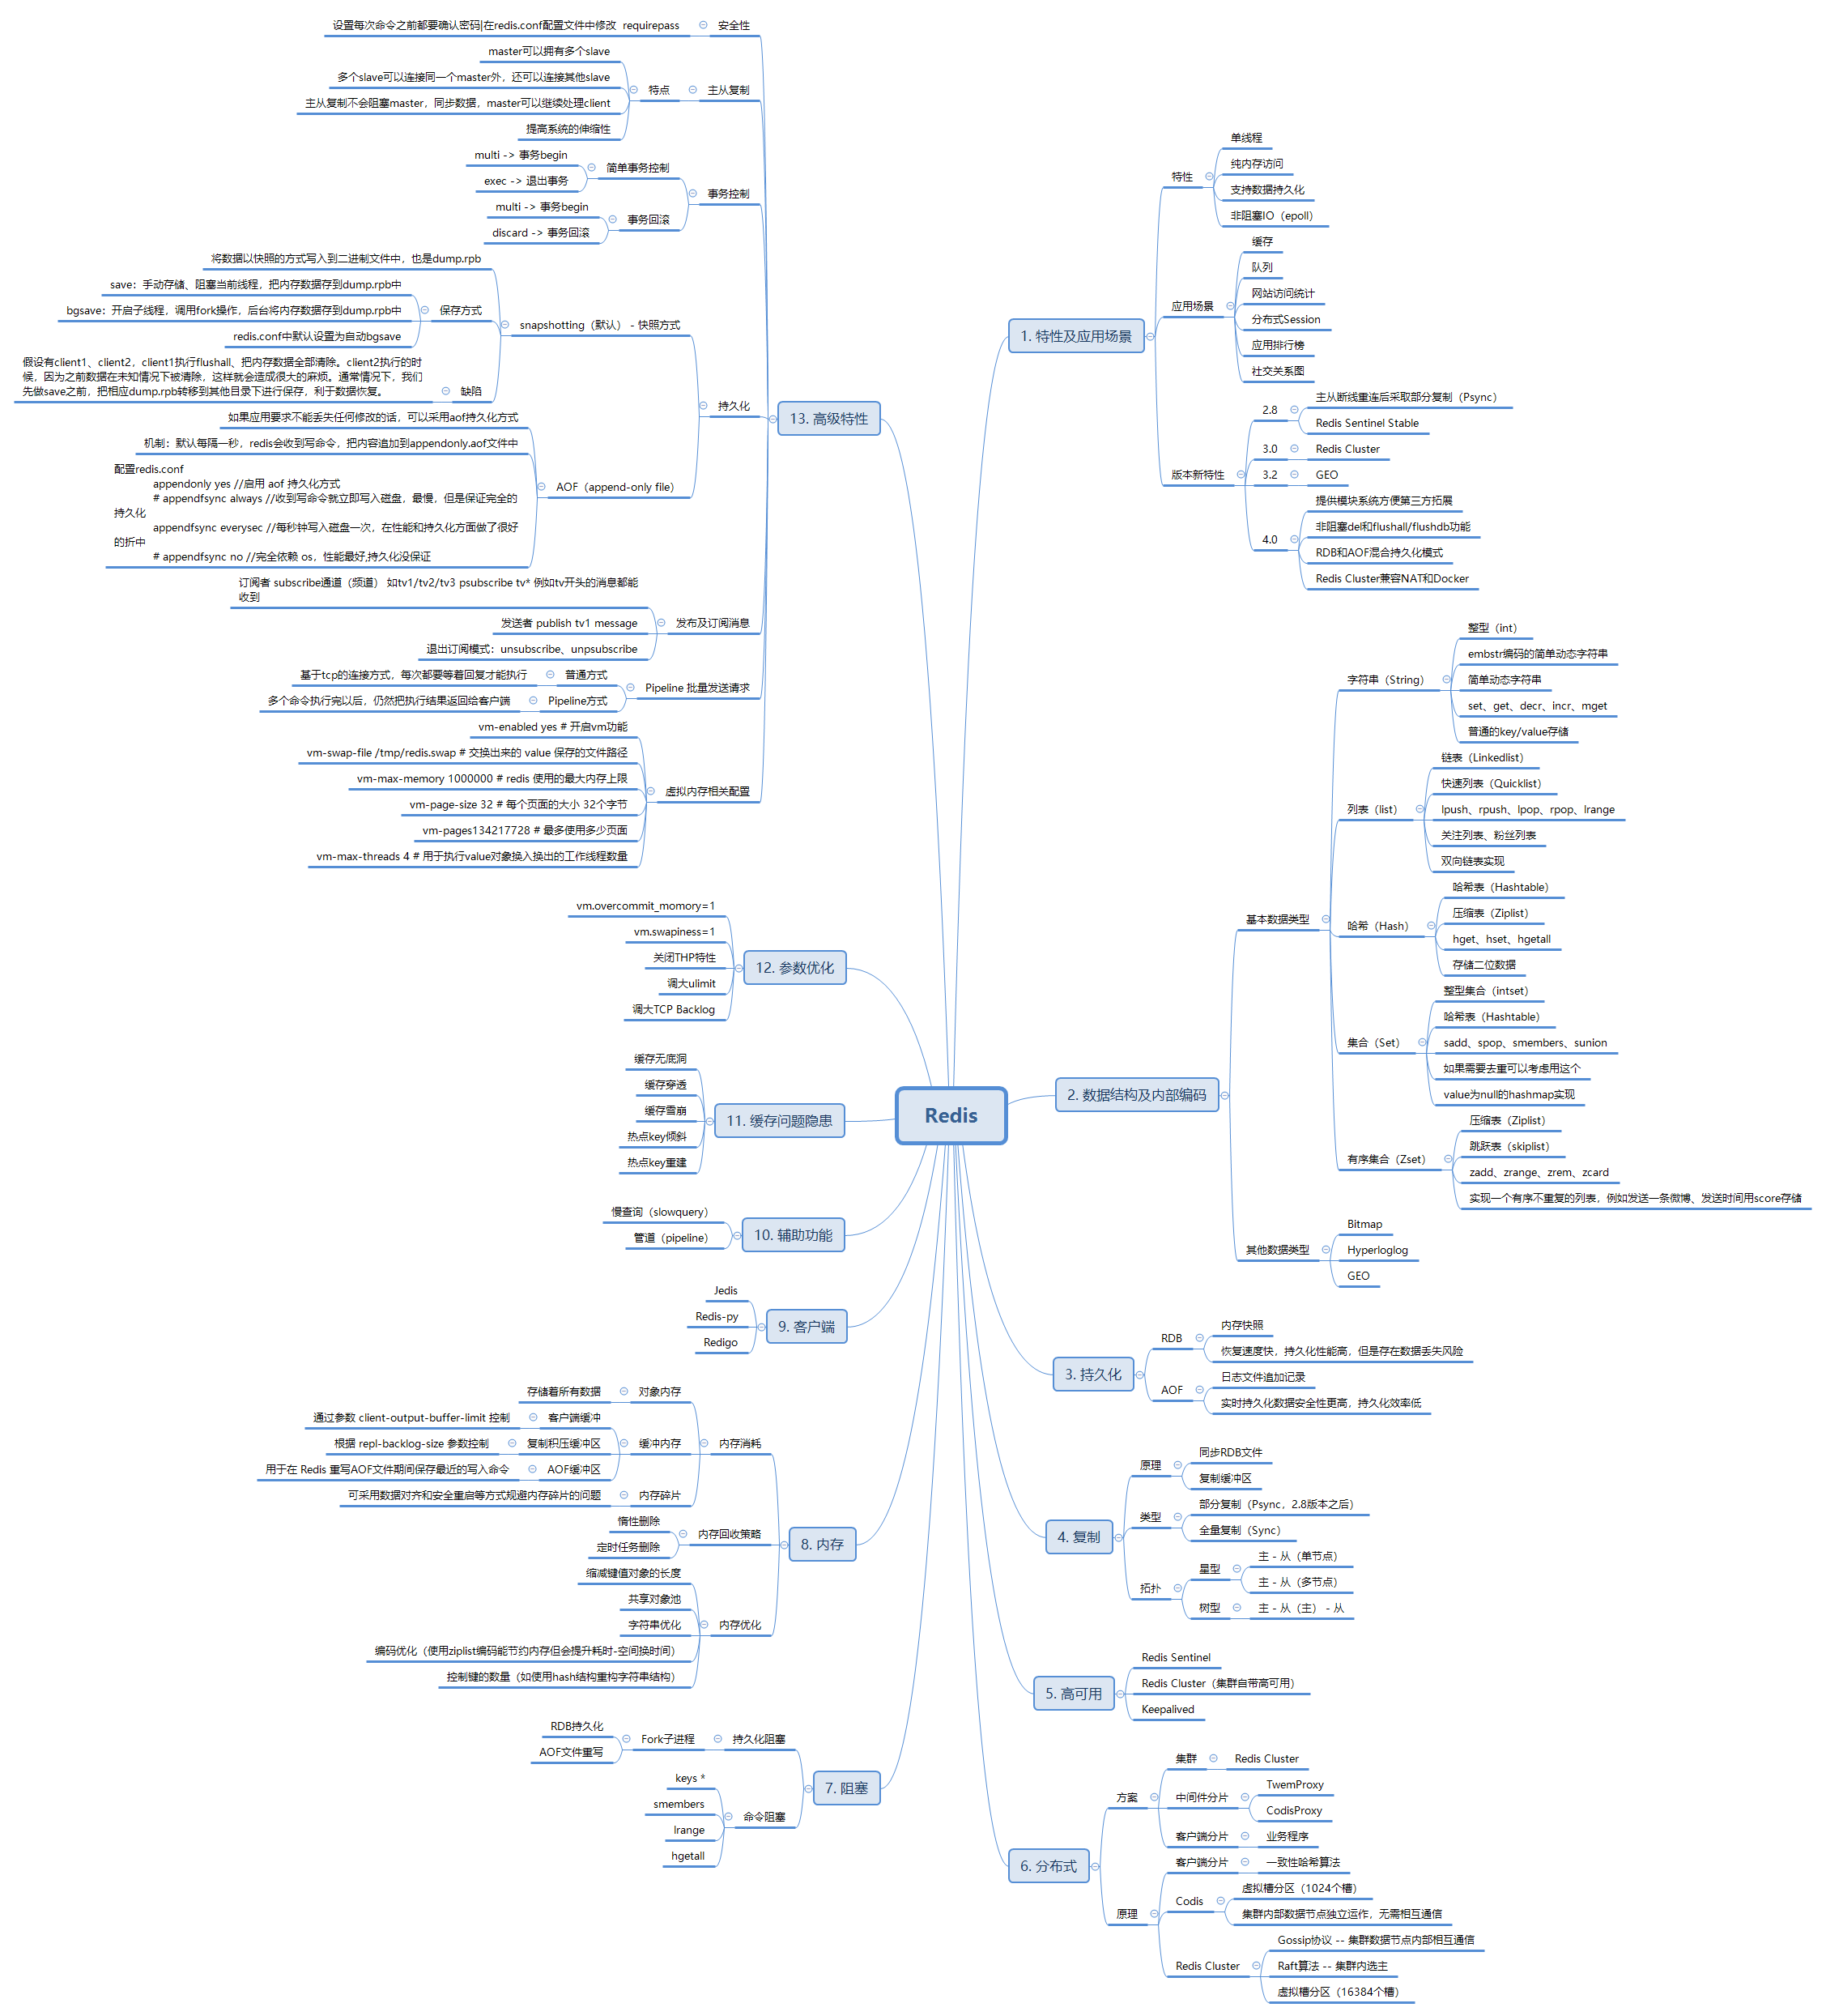 Redis
1. 特性及应用场景
特性
单线程
纯内存访问
支持数据持久化
非阻塞IO（epoll）
应用场景
缓存
队列
网站访问统计
分布式Session
应用排行榜
社交关系图
版本新特性
2.8
主从断线重连后采取部分复制（Psync）
Redis Sentinel Stable
3.0
Redis Cluster
3.2
GEO
4.0
提供模块系统方便第三方拓展
非阻塞del和flushall/flushdb功能
RDB和AOF混合持久化模式
Redis Cluster兼容NAT和Docker
2. 数据结构及内部编码
基本数据类型
字符串（String）
整型（int）
embstr编码的简单动态字符串
简单动态字符串
set、get、decr、incr、mget
普通的key/value存储
列表（list）
链表（Linkedlist）
快速列表（Quicklist）
lpush、rpush、lpop、rpop、lrange
关注列表、粉丝列表
双向链表实现
哈希（Hash）
哈希表（Hashtable）
压缩表（Ziplist）
hget、hset、hgetall
存储二位数据
集合（Set）
整型集合（intset）
哈希表（Hashtable）
sadd、spop、smembers、sunion
如果需要去重可以考虑用这个
value为null的hashmap实现
有序集合（Zset）
压缩表（Ziplist）
跳跃表（skiplist）
zadd、zrange、zrem、zcard
实现一个有序不重复的列表，例如发送一条微博、发送时间用score存储
其他数据类型
Bitmap
Hyperloglog
GEO
3. 持久化
RDB
内存快照
恢复速度快，持久化性能高，但是存在数据丢失风险
AOF
日志文件追加记录
实时持久化数据安全性更高，持久化效率低
4. 复制
原理
同步RDB文件
复制缓冲区
类型
部分复制（Psync，2.8版本之后）
全量复制（Sync）
拓扑
星型
主 - 从（单节点）
主 - 从（多节点）
树型
主 - 从（主） - 从
5. 高可用
Redis Sentinel
Redis Cluster（集群自带高可用）
Keepalived
6. 分布式
方案
集群
Redis Cluster
中间件分片
TwemProxy
CodisProxy
客户端分片
业务程序
原理
客户端分片
一致性哈希算法
Codis
虚拟槽分区（1024个槽）
集群内部数据节点独立运作，无需相互通信
Redis Cluster
Gossip协议 -- 集群数据节点内部相互通信
Raft算法 -- 集群内选主
虚拟槽分区（16384个槽）
7. 阻塞
持久化阻塞
Fork子进程
RDB持久化
AOF文件重写
命令阻塞
keys *
smembers
lrange
hgetall
8. 内存
内存消耗
对象内存
存储着所有数据
缓冲内存
客户端缓冲
通过参数 client-output-buffer-limit 控制
复制积压缓冲区
根据 repl-backlog-size 参数控制
AOF缓冲区
用于在 Redis 重写AOF文件期间保存最近的写入命令
内存碎片
可采用数据对齐和安全重启等方式规避内存碎片的问题
内存回收策略
惰性删除
定时任务删除
内存优化
缩减键值对象的长度
共享对象池
字符串优化
编码优化（使用ziplist编码能节约内存但会提升耗时-空间换时间）
控制键的数量（如使用hash结构重构字符串结构）
9. 客户端
Jedis
Redis-py
Redigo
10. 辅助功能
慢查询（slowquery）
管道（pipeline）
11. 缓存问题隐患
缓存无底洞
缓存穿透
缓存雪崩
热点key倾斜
热点key重建
12. 参数优化
vm.overcommit_momory=1
vm.swapiness=1
关闭THP特性
调大ulimit
调大TCP Backlog
13. 高级特性
安全性
设置每次命令之前都要确认密码|在redis.conf配置文件中修改 requirepass
主从复制
特点
master可以拥有多个slave
多个slave可以连接同一个master外，还可以连接其他slave
主从复制不会阻塞master，同步数据，master可以继续处理client
提高系统的伸缩性
事务控制
简单事务控制
multi -> 事务begin
exec -> 退出事务
事务回滚
multi -> 事务begin
discard -> 事务回滚
持久化
snapshotting（默认） - 快照方式
将数据以快照的方式写入到二进制文件中，也是dump.rpb
保存方式
save：手动存储、阻塞当前线程，把内存数据存到dump.rpb中
bgsave：开启子线程，调用fork操作，后台将内存数据存到dump.rpb中
redis.conf中默认设置为自动bgsave
缺陷
假设有client1、client2，client1执行flushall、把内存数据全部清除。client2执行的时
候，因为之前数据在未知情况下被清除，这样就会造成很大的麻烦。通常情况下，我们
先做save之前，把相应dump.rpb转移到其他目录下进行保存，利于数据恢复。
AOF（append-only file）
如果应用要求不能丢失任何修改的话，可以采用aof持久化方式
机制：默认每隔一秒，redis会收到写命令，把内容追加到appendonly.aof文件中
配置redis.conf
appendonly yes //启用 aof 持久化方式
# appendfsync always //收到写命令就立即写入磁盘，最慢，但是保证完全的
持久化
appendfsync everysec //每秒钟写入磁盘一次，在性能和持久化方面做了很好
的折中
# appendfsync no //完全依赖 os，性能最好,持久化没保证
发布及订阅消息
订阅者 subscribe通道（频道） 如tv1/tv2/tv3 psubscribe tv* 例如tv开头的消息都能
收到
发送者 publish tv1 message
退出订阅模式：unsubscribe、unpsubscribe
Pipeline 批量发送请求
普通方式
基于tcp的连接方式，每次都要等着回复才能执行
Pipeline方式
多个命令执行完以后，仍然把执行结果返回给客户端
虚拟内存相关配置
vm-enabled yes # 开启vm功能
vm-swap-file /tmp/redis.swap # 交换出来的 value 保存的文件路径
vm-max-memory 1000000 # redis 使用的最大内存上限
vm-page-size 32 # 每个页面的大小 32个字节
vm-pages134217728 # 最多使用多少页面
vm-max-threads 4 # 用于执行value对象换入换出的工作线程数量